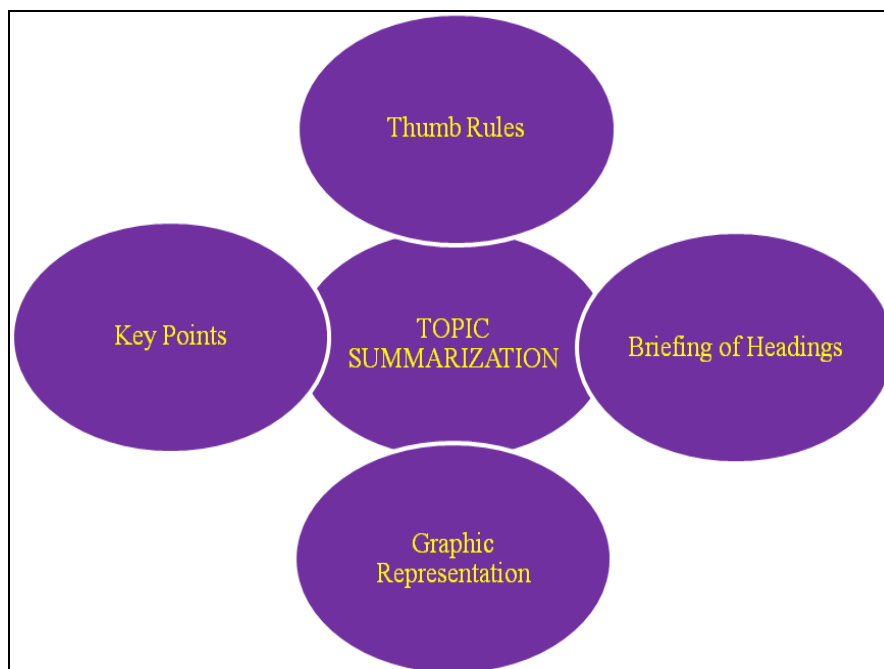 Thumb Rules
Key Points
TOPIC
SUMMARIZATION
Briefing of Headings
Graphic
Representation